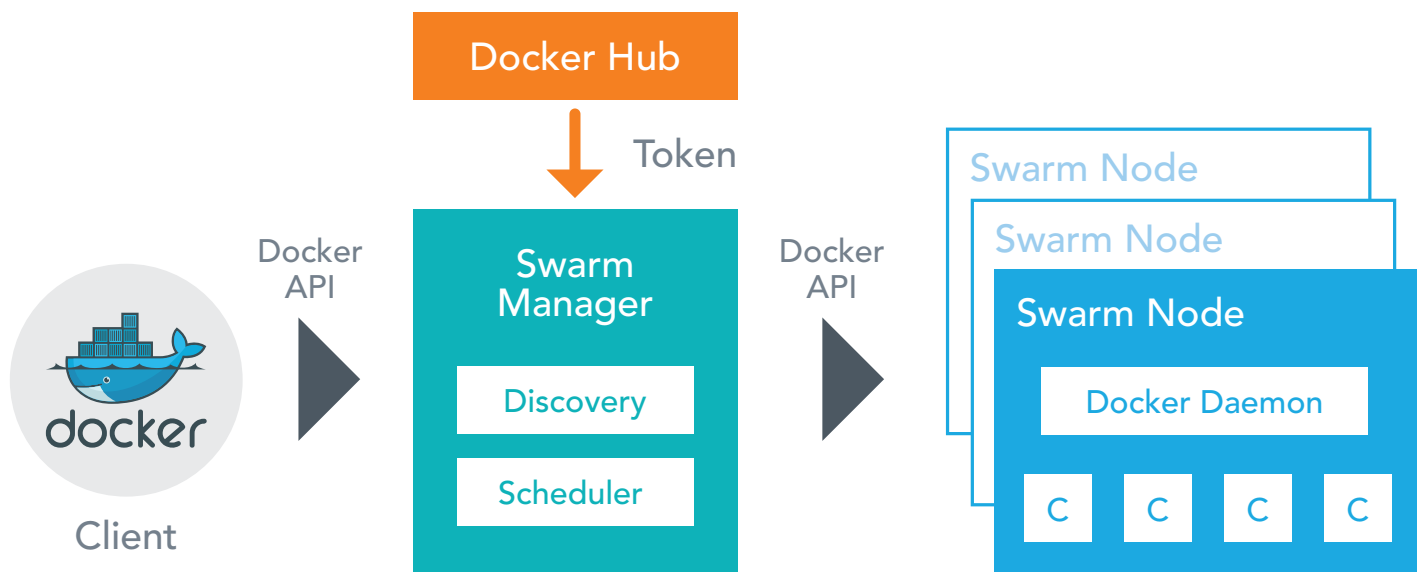 Docker Hub
Token
Docker
API
Swarm
Manager
Discovery
Scheduler
docker
Client
Docker
API
Swarm Node
Swarm Node
Swarm Node
Docker Daemon
C C C C